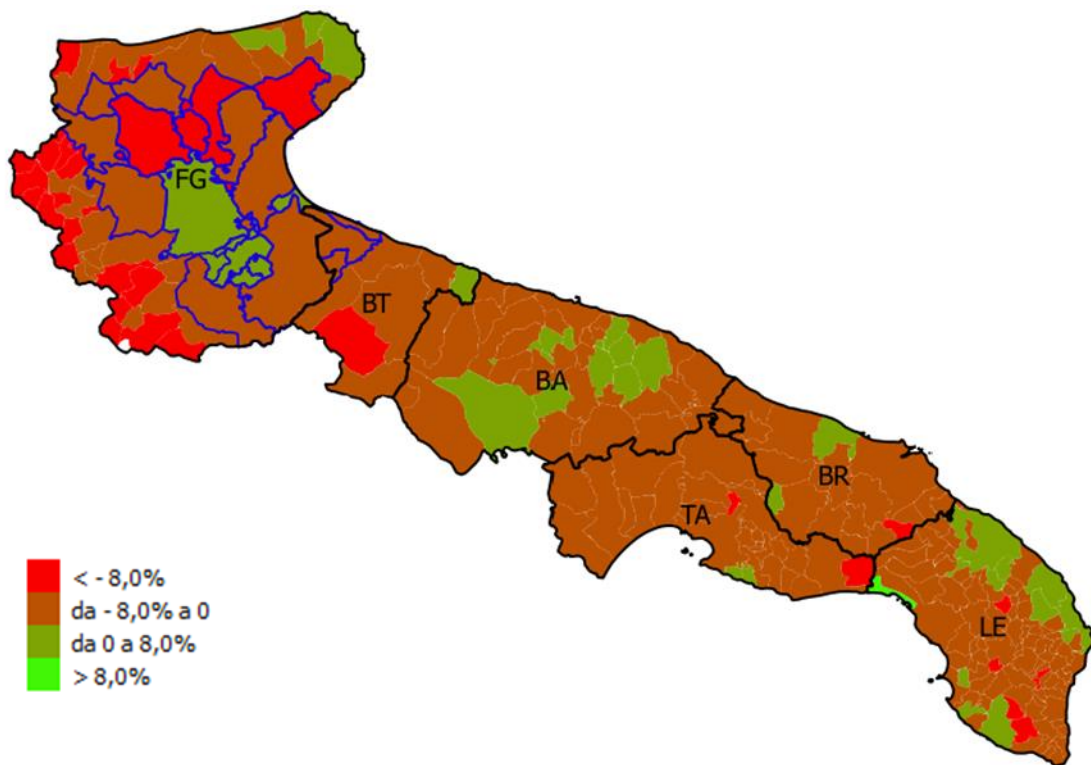 FG
BT
BA
BR
TA
LE
< - 8,0%
da - 8,0% a 0
da 0 a 8,0%
> 8,0%